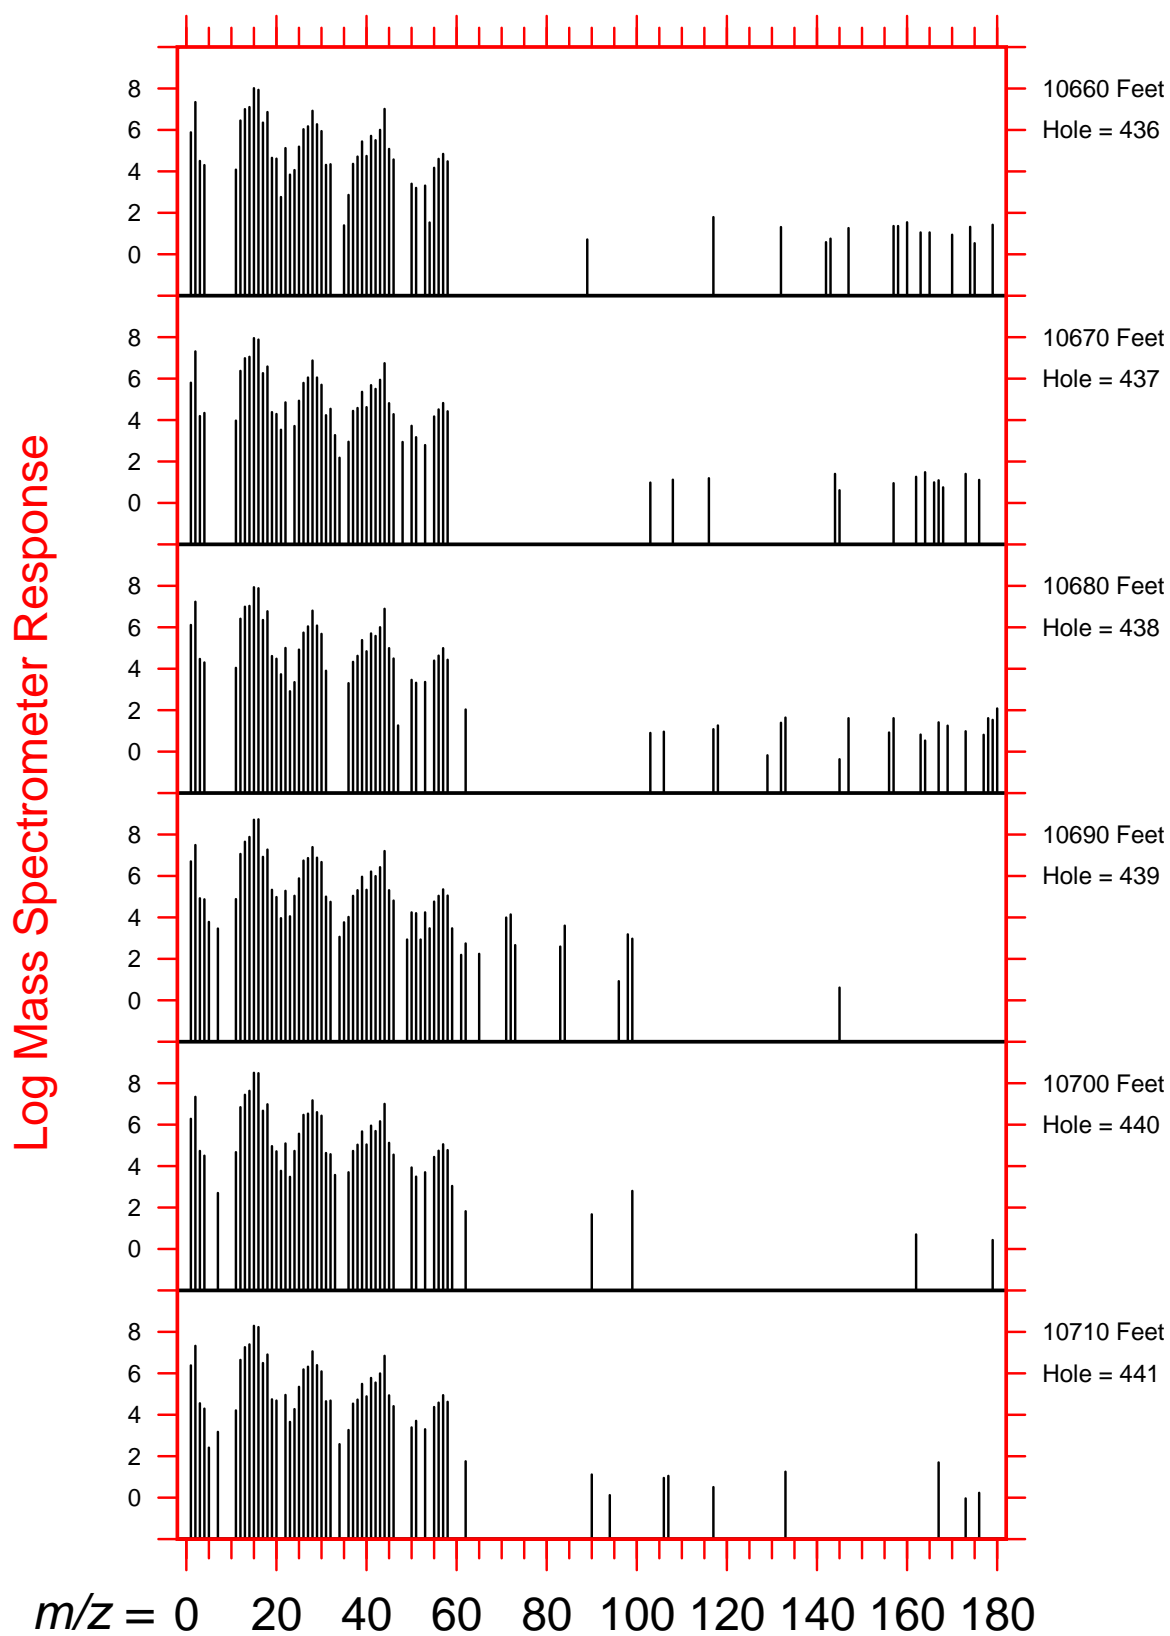 8
6
4
2
0
10660 Feet
Hole = 436
8
6
4
2
0
10670 Feet
Hole = 437
8
6
4
2
0
10680 Feet
Hole = 438
8
6
4
2
0
10690 Feet
Hole = 439
8
6
4
2
0
10700 Feet
Hole = 440
8
6
4
2
0
10710 Feet
Hole = 441
Log Mass Spectrometer Response
m/z = 0 20 40 60 80 100 120 140 160 180